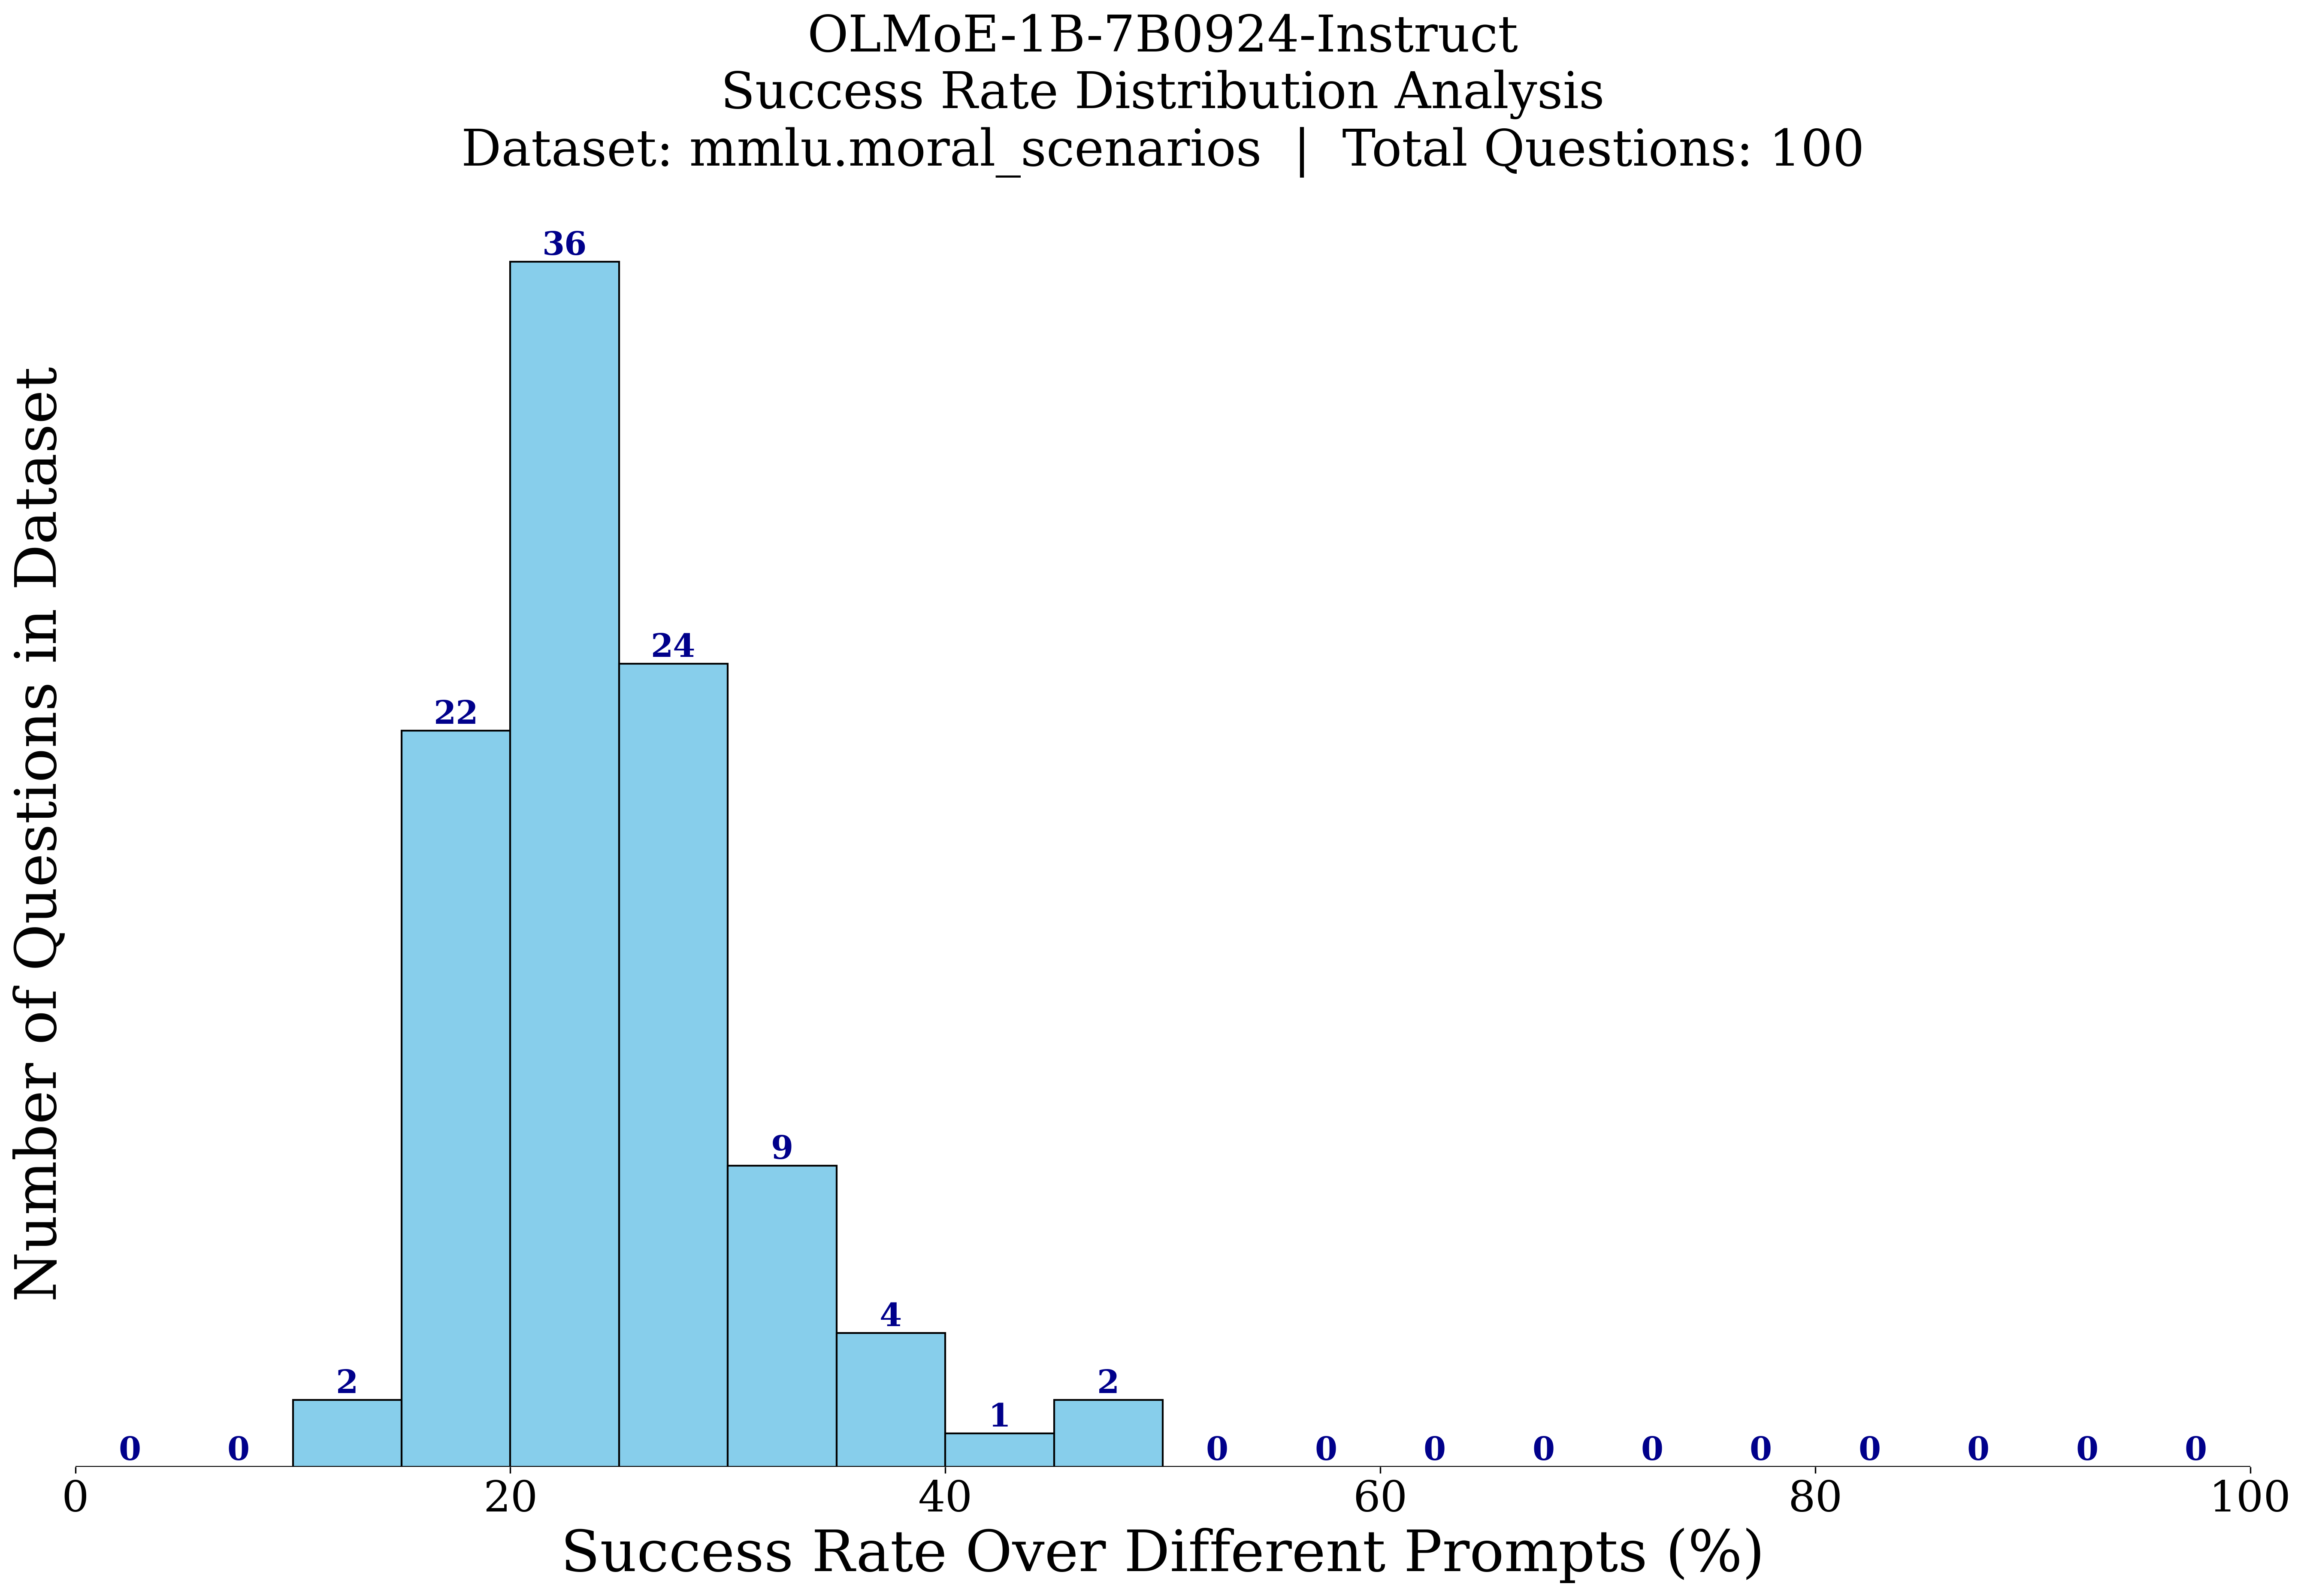 OLMoE-1B-7B0924-Instruct
Success Rate Distribution Analysis
Dataset: mmlu.moral_scenarios | Total Questions: 100
Number of Questions in Dataset
36
24
22
9
4
2
1
2
0 0 0 0 0 0 0 0 0 0 0 0
0 20 40 60 80 100
Success Rate Over Different Prompts (%)